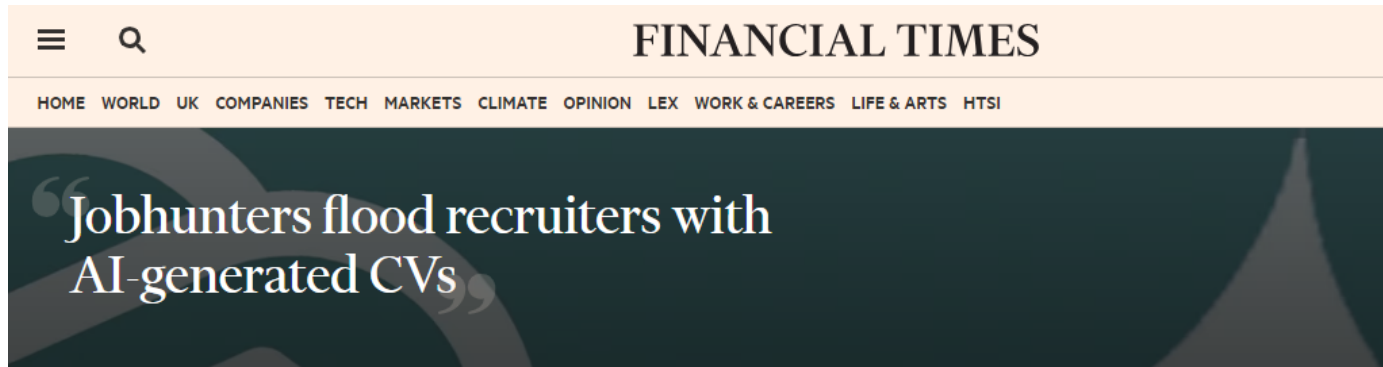 FINANCIAL TIMES
HOME WORLD UK COMPANIES TECH MARKETS CLIMATE OPINION LEX WORK & CAREERS LIFE & ARTS HTSI
“Jobhunters flood recruiters with
AI-generated CVs”